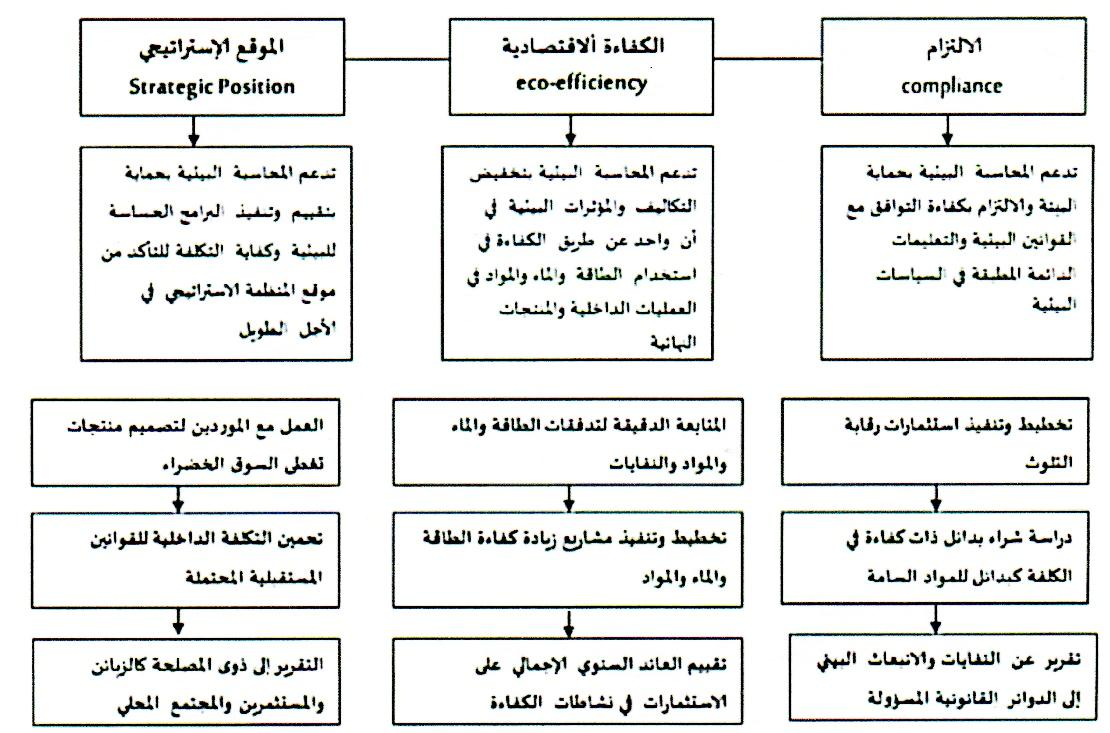 الالتزام
compliance
الكفاءة ألاقتصادية
eco-efficiency
الموقع الإستراتيجي
Strategic Position
تدعم المحاسبة البيئية بحماية
البيئة والالتزام بكفاءة التوافق مع
القوانين البيئية والتعليمات
الدائمة المطبقة في السياسات
البيئية
تدعم المحاسبة البيئية بتخفيض
التكاليف والمؤثرات البيئية في
أن واحد عن طريق الكفاءة في
استخدام الطاقة والماء والمواد في
العمليات الداخلية والمنتجات
النهائية
تدعم المحاسبة البيئية بحماية
بتقييم وتنفيذ البرامج الحساسة
للبيئية وكفاية التكلفة للتأكد من
موقع المنظمة الاستراتيجي في
الأجل الطويل
تخطيط وتنفيذ استثمارات رقابة
التلوث
دراسة شراء بدائل ذات كفاءة في
الكلفة كبدائل للمواد السامة
تقرير عن النفايات والانبعاث البيئي
إلى الدوائر القانونية المسؤولة
المتابعة الدقيقة لتدفقات الطاقة والماء
والمواد والنفايات
تخطيط وتنفيذ مشاريع زيادة كفاءة الطاقة
والماء والمواد
تقييم العائد السنوي الإجمالي على
الاستثمارات في نشاطات الكفاءة
العمل مع الموردين لتصميم منتجات
تغطى السوق الخضراء
تحمين التكلفة الداخلية للقوانين
المستقبلية المحتملة
التقرير إلى ذوى المصلحة كالزبائن
والمستثمرين والمجتمع المحلي